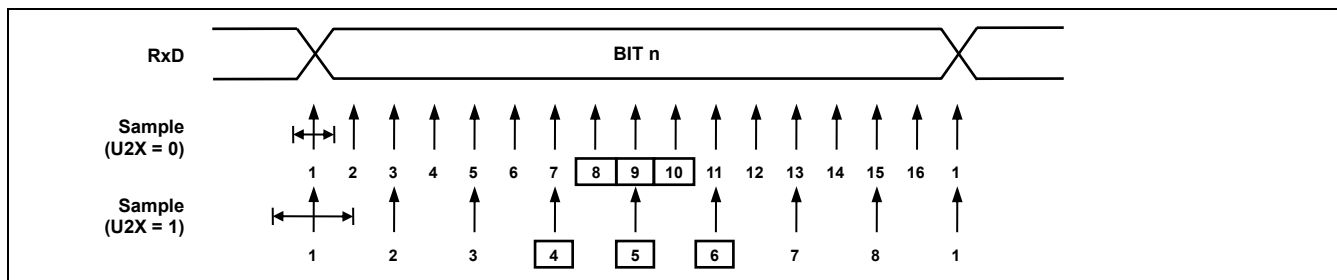 RxD BIT n
Sample
(U2X = 0)
1 2 3 4 5 6 7 8 9 10 11 12 13 14 15 16 1
Sample
(U2X = 1)
1 2 3 4 5 6 7 8 1